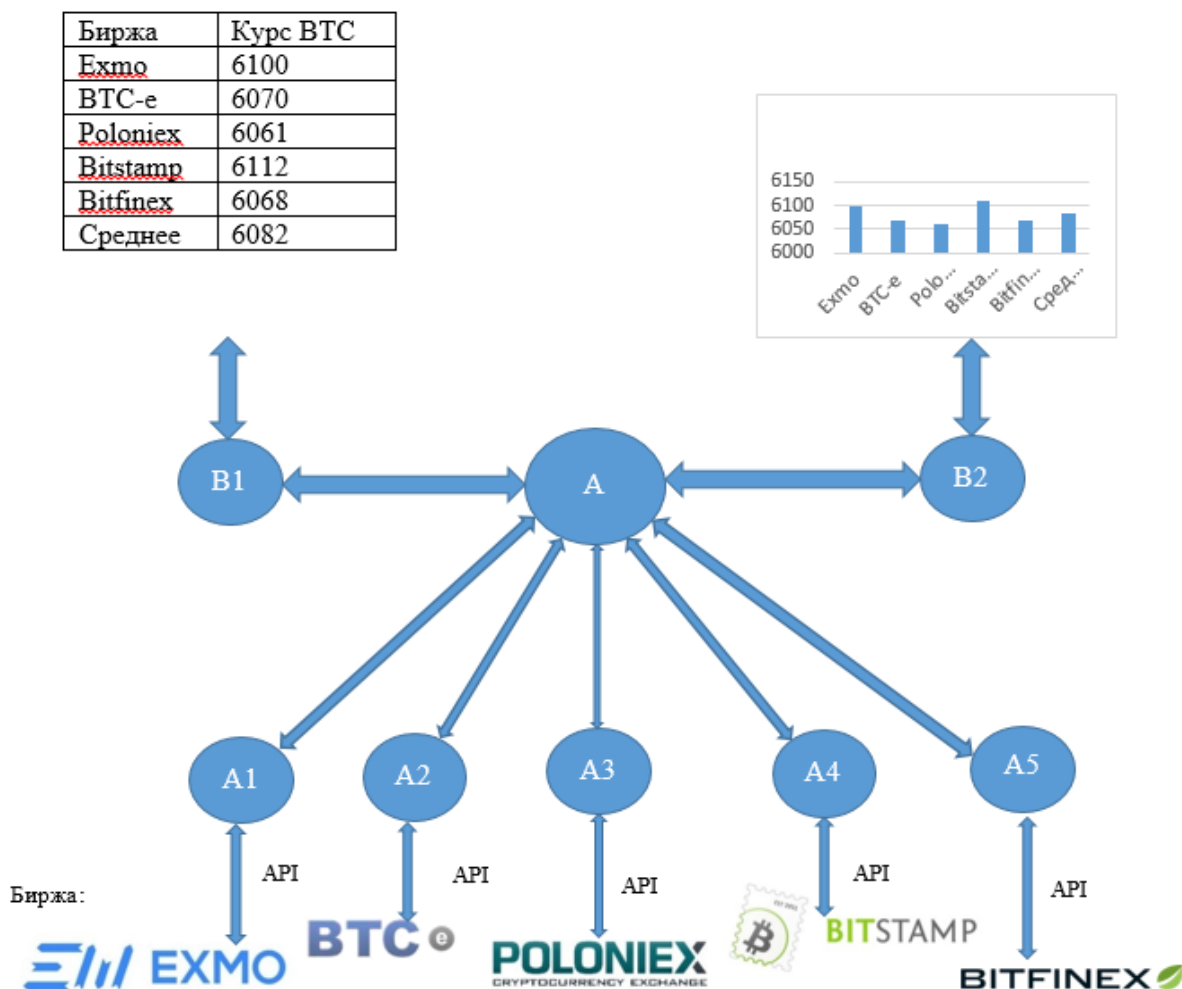 Биржа Курс BTC
Exmo 6100
BTC-e 6070
Poloniex 6061
Bitstamp 6112
Bitfinex 6068
Среднее 6082
6150
6100
6050
6000
Exmo
BTC-e
Polo...
Bitsta...
Bitfin...
Сред...
B1
A
B2
A1
A2
A3
A4
A5
API
API
API
API
API
Биржа:
EXMO
BTC e
POLONIEX
CRYPTOCURRENCY EXCHANGE
BITSTAMP
BITFINEX